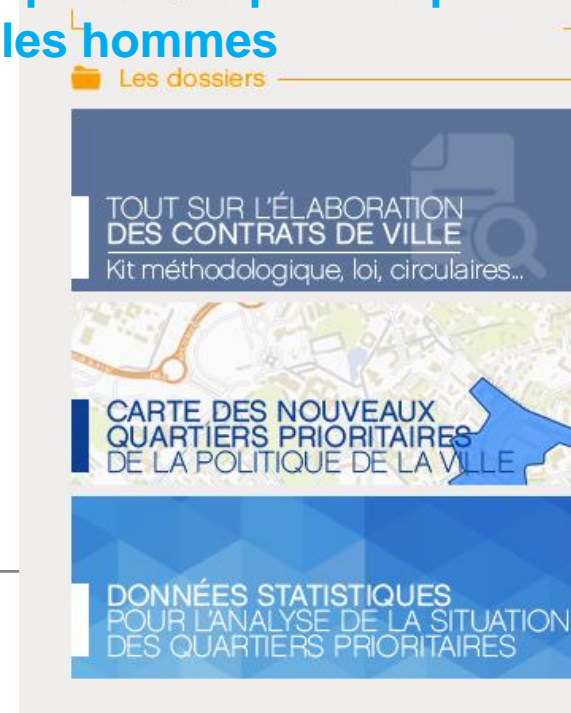 les hommes
Les dossiers
TOUT SUR L'ÉLABORATION
DES CONTRATS DE VILLE
Kit méthodologique, loi, circulaires...
CARTE DES NOUVEAUX
QUARTIERS PRIORITAIRES
DE LA POLITIQUE DE LA VILLE
DONNÉES STATISTIQUES
POUR L'ANALYSE DE LA SITUATION
DES QUARTIERS PRIORITAIRES